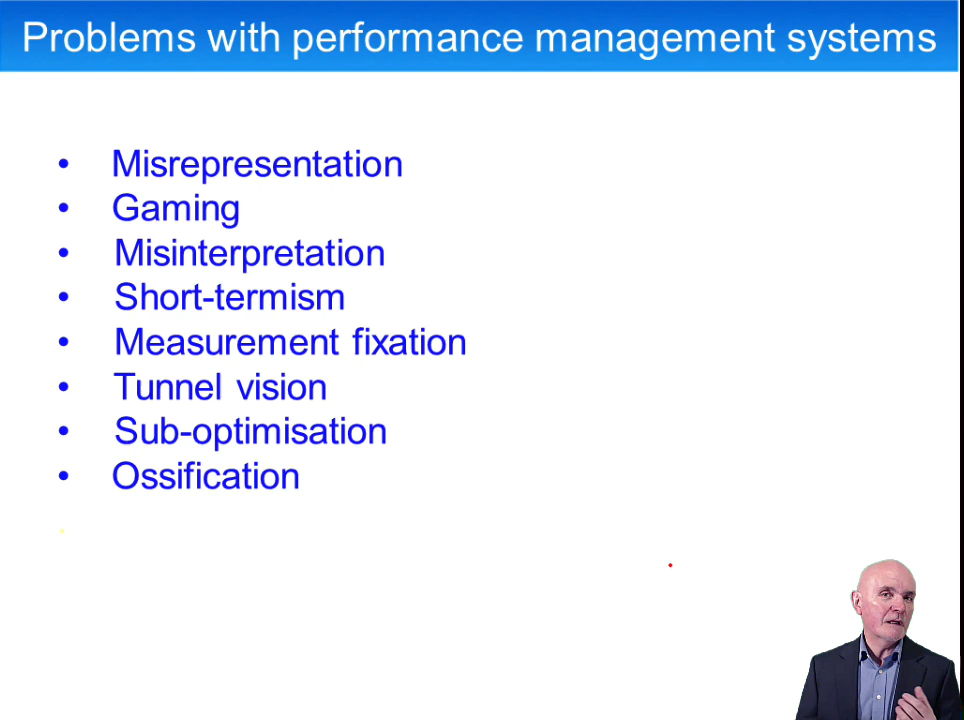 Problems with performance management systems
• Misrepresentation
• Gaming
• Misinterpretation
• Short-termism
• Measurement fixation
• Tunnel vision
• Sub-optimisation
• Ossification